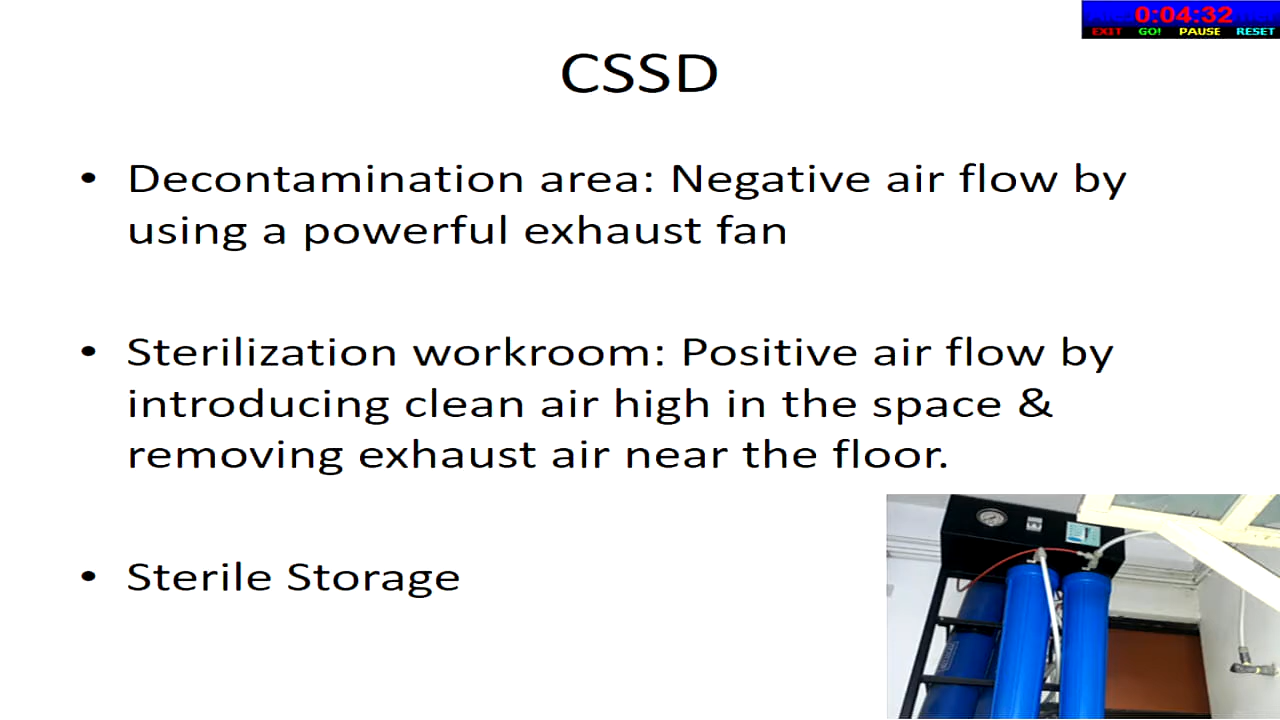 0:04:32
EXIT GO! PAUSE RESET
CSSD
• Decontamination area: Negative air flow by
using a powerful exhaust fan
• Sterilization workroom: Positive air flow by
introducing clean air high in the space &
removing exhaust air near the floor.
• Sterile Storage